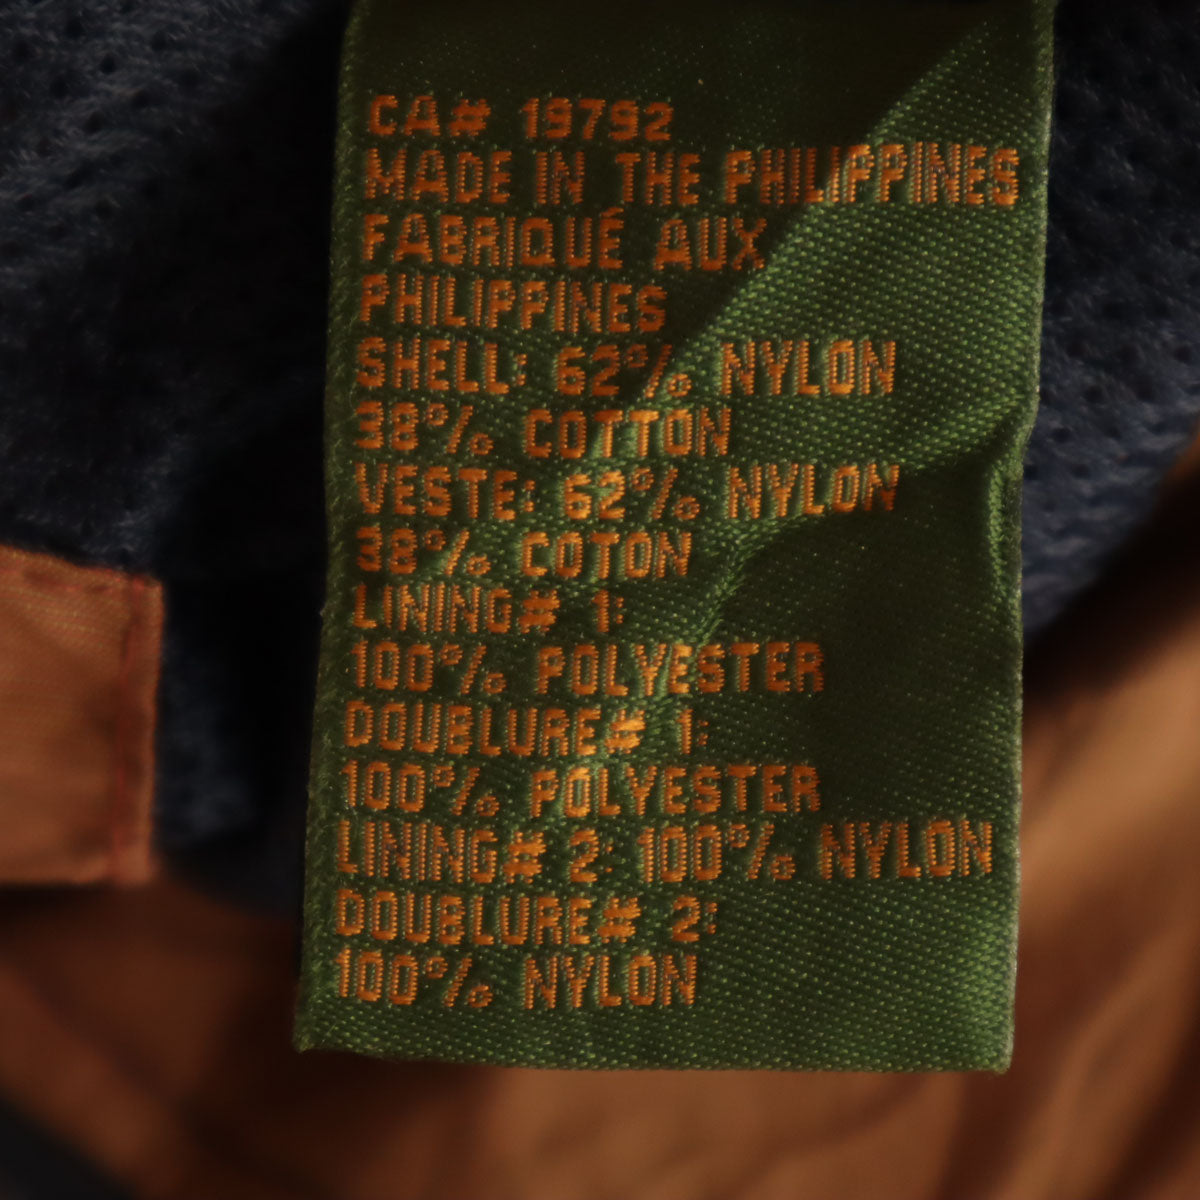 CA# 19792
MADE IN THE PHILIPPINES
FABRIQUÉ AUX
PHILIPPINES
SHELL: 62% NYLON
38% COTTON
VESTE: 62% NYLON
38% COTON
LINING# 1:
100% POLYESTER
DOUBLURE# 1:
100% POLYESTER
LINING# 2: 100% NYLON
DOUBLURE# 2:
100% NYLON